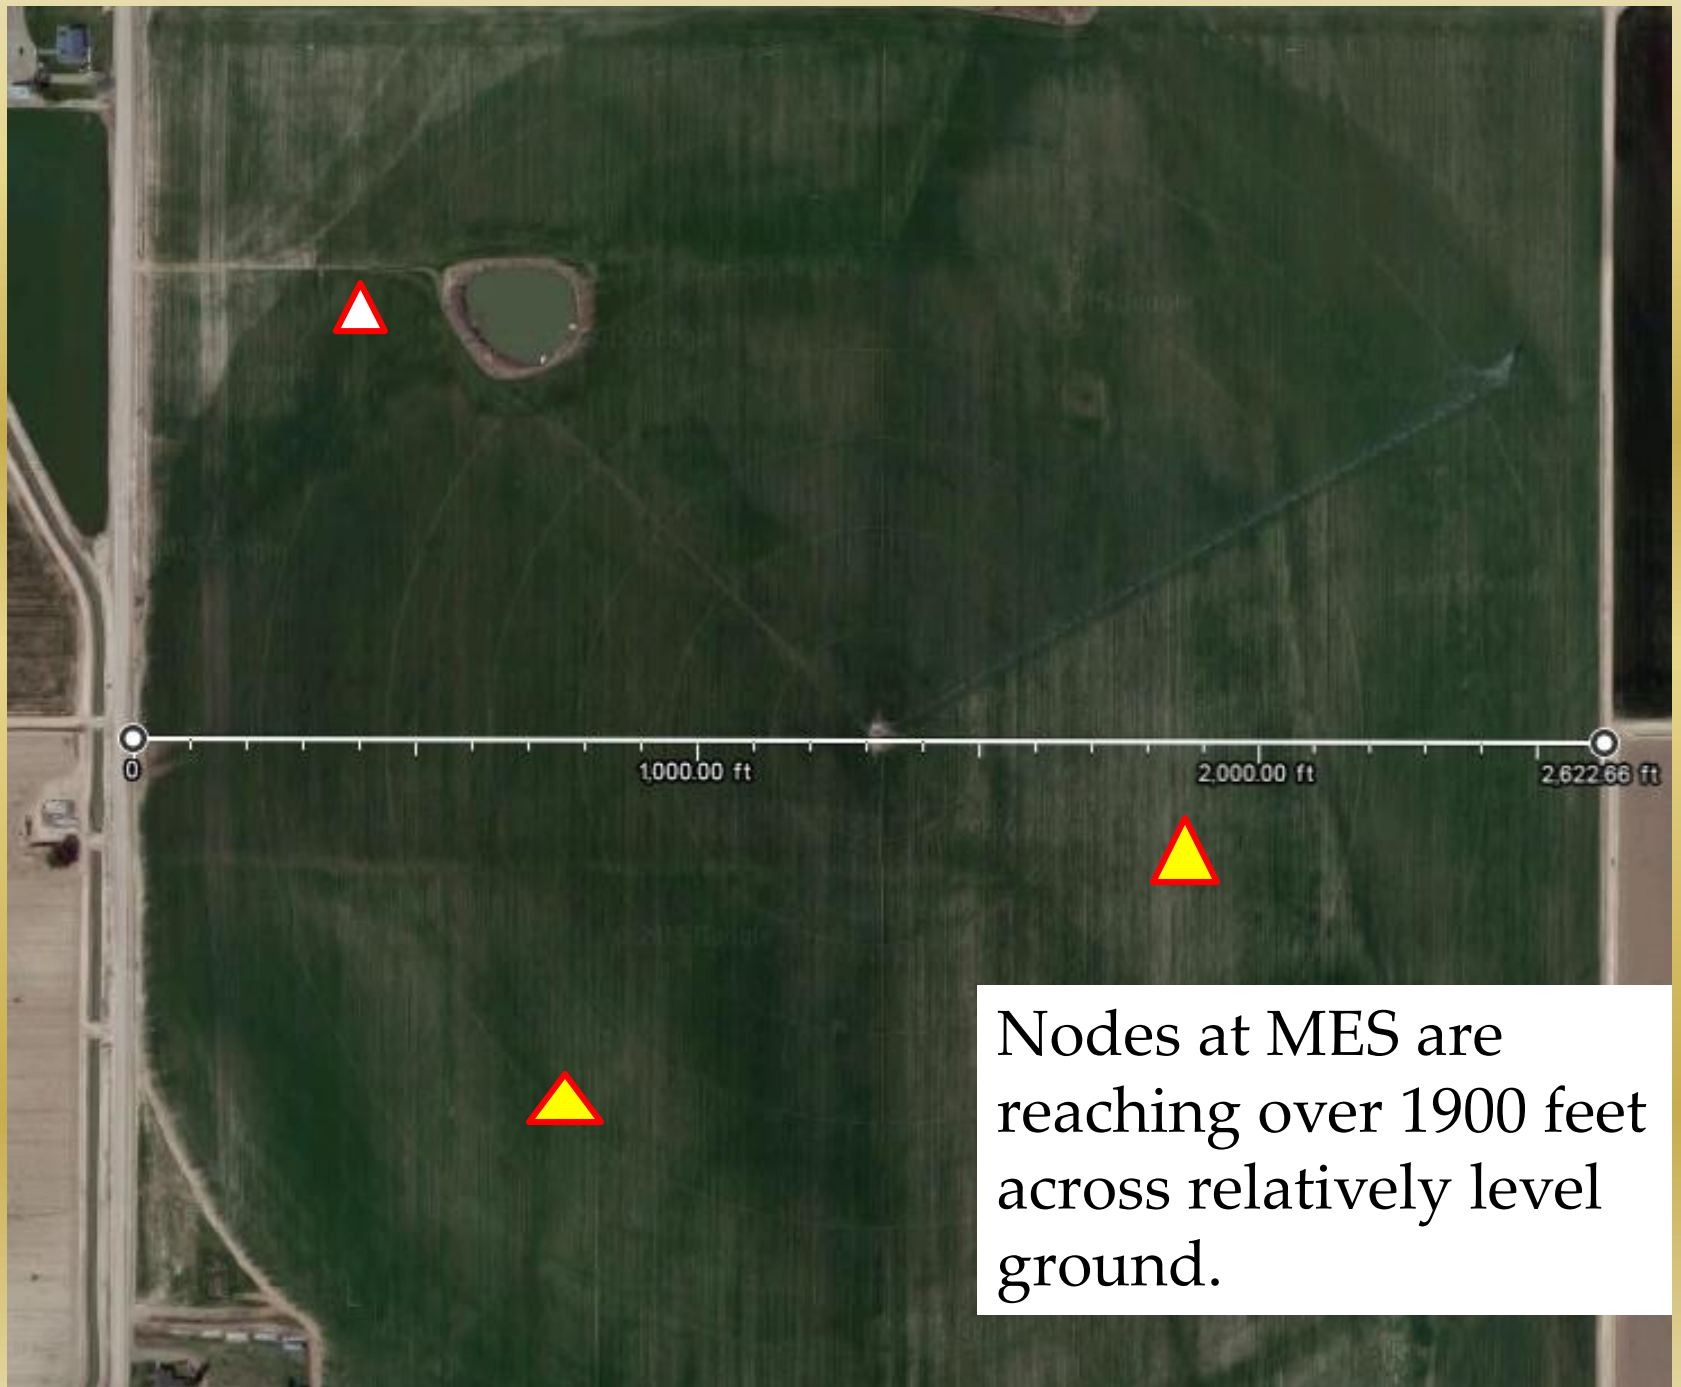 0
1,000.00 ft
2,000.00 ft
2,622.66 ft
Nodes at MES are
reaching over 1900 feet
across relatively level
ground.